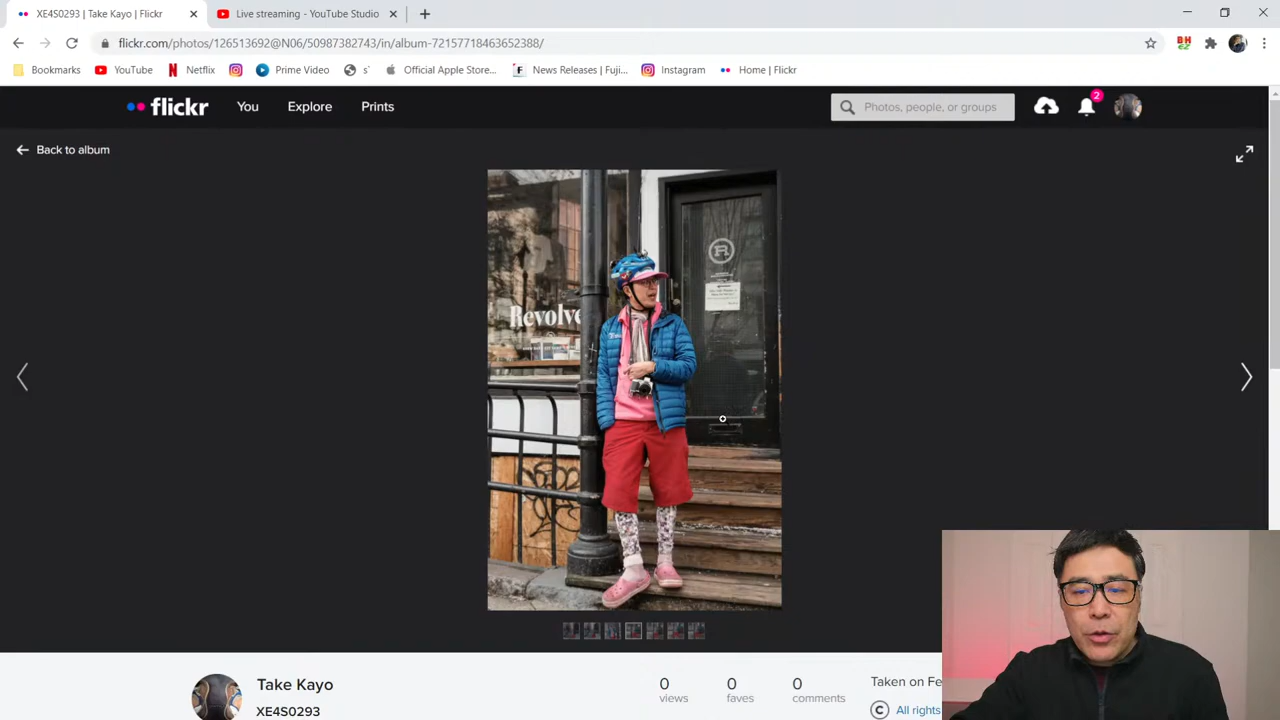 XE4S0293 | Take Kayo | Flickr
Live streaming - YouTube Studio
flickr.com/photos/126513692@N06/50987382743/in/album-72157718463652388/
Bookmarks
YouTube
Netflix
Prime Video
s'
Official Apple Store...
News Releases | Fuji...
Instagram
Home | Flickr
flickr
You
Explore
Prints
Photos, people, or groups
2
Back to album
R
Revolve
Take Kayo
XE4S0293
0
views
0
faves
0
comments
Taken on Fe
All rights